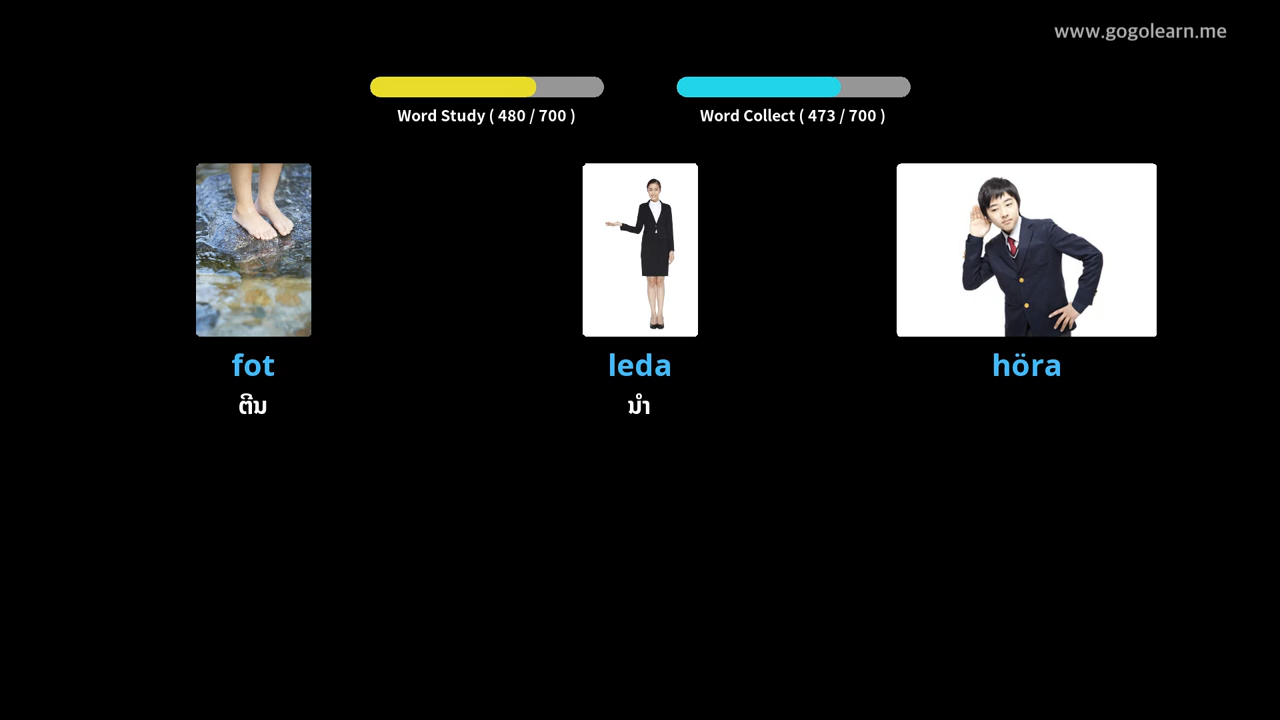 www.gogolearn.me
Word Study ( 480 / 700 )
Word Collect ( 473 / 700 )
fot
leda
höra
ຕີນ
ນຳ